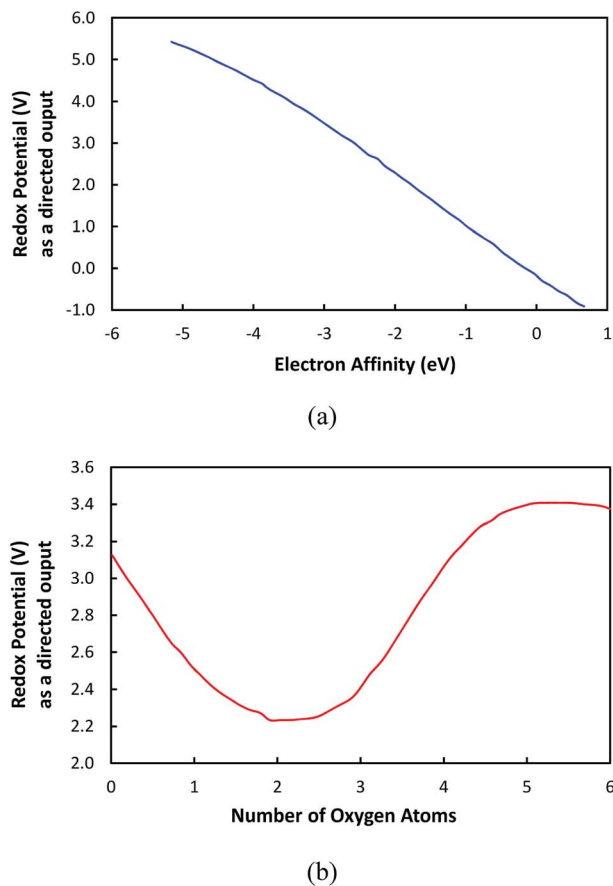 Redox Potential (V)
as a directed ouput
6.0
5.0
4.0
3.0
2.0
1.0
0.0
-1.0
-6 -5 -4 -3 -2 -1 0 1
Electron Affinity (eV)
(a)
Redox Potential (V)
as a directed ouput
3.6
3.4
3.2
3.0
2.8
2.6
2.4
2.2
2.0
0 1 2 3 4 5 6
Number of Oxygen Atoms
(b)